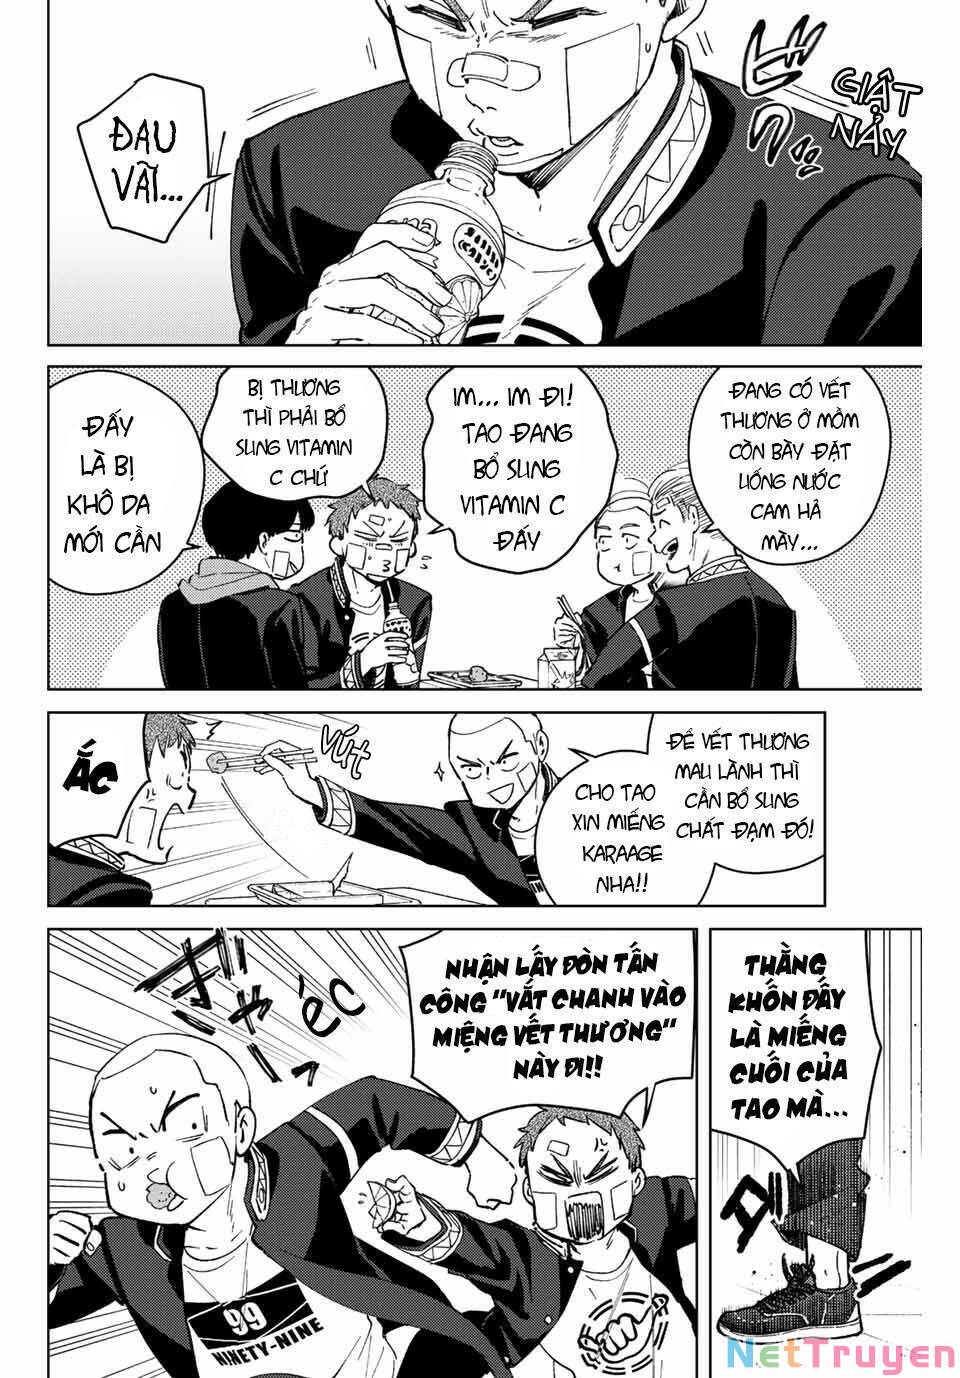 ビクッ
GIẬT
NẢY
ĐAU
VÃI...
ĐANG CÓ VẾT
THƯƠNG Ở MỒM
CÒN BÀY ĐẶT
UỐNG NƯỚC
CAM HẢ
MÀY...
IM... IM ĐI!
TAO ĐANG
BỔ SUNG
VITAMIN C
ĐẤY
BỊ THƯƠNG
THÌ PHẢI BỔ
SUNG VITAMIN
C CHỨ
ĐẤY
LÀ BỊ
KHÔ DA
MỚI CẦN
ĐỂ VẾT THƯƠNG
MAU LÀNH THÌ
CẦN BỔ SUNG
CHẤT ĐẠM ĐÓ!
CHO TAO
XIN MIẾNG
KARAAGE
NHA!!
VÚT
ẮC
THẰNG
KHỐN ĐẤY
LÀ MIẾNG
CUỐI CỦA
TAO MÀ...
NHẬN LẤY ĐÒN TẤN
CÔNG "VẮT CHANH VÀO
MIỆNG VẾT THƯƠNG"
NÀY ĐI!!
ÉC
99
NINETY-NINE
NetTruyen